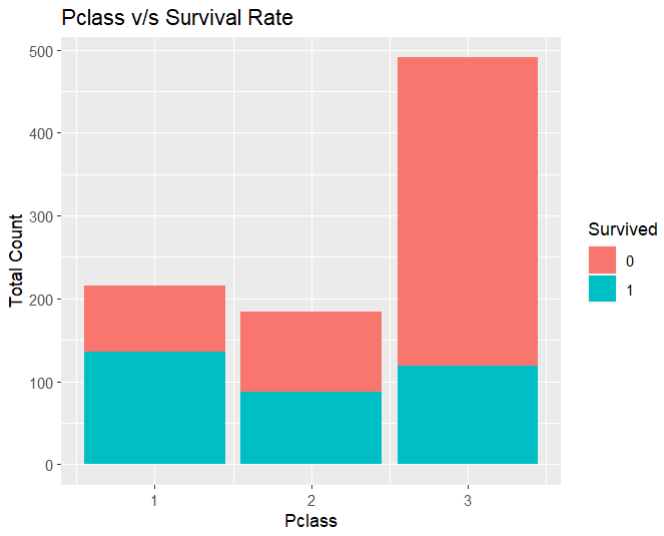 Pclass v/s Survival Rate
500
400
300
200
100
0
Total Count
1 2 3
Pclass
Survived
0
1